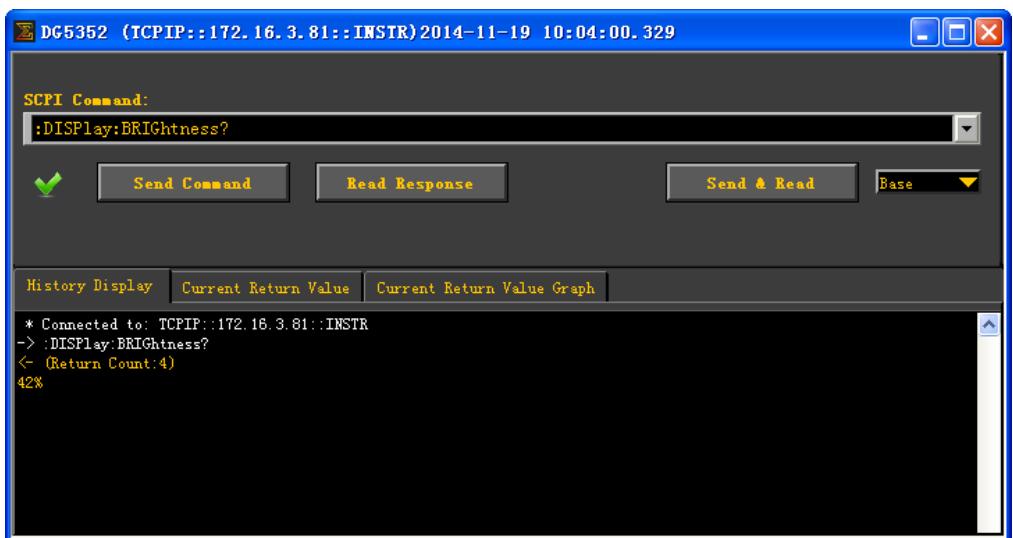 DG5352 (TCPIP::172.16.3.81::INSTR)2014-11-19 10:04:00.329
SCPI Command:
:DISPlay:BRIGhtness?
Send Command Read Response Send & Read Base
History Display Current Return Value Current Return Value Graph
* Connected to: TCPIP::172.16.3.81::INSTR
-> :DISPlay:BRIGhtness?
<- (Return Count:4)
42%